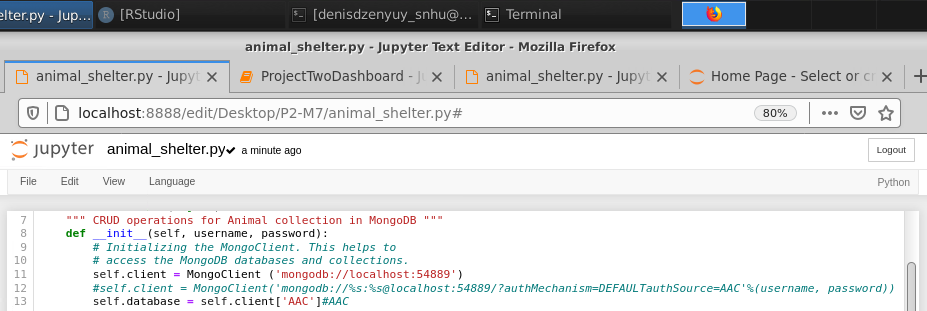 elter.py - Jup... [RStudio] [denisdzenyuy_snhu@... Terminal
animal_shelter.py - Jupyter Text Editor - Mozilla Firefox
animal_shelter.py - Jupyt ProjectTwoDashboard - J animal_shelter.py - Jupyt Home Page - Select or cr
localhost:8888/edit/Desktop/P2-M7/animal_shelter.py# 80%
jupyter animal_shelter.py a minute ago Logout
File Edit View Language Python
7 """ CRUD operations for Animal collection in MongoDB """
8 def __init__(self, username, password):
9 # Initializing the MongoClient. This helps to
10 # access the MongoDB databases and collections.
11 self.client = MongoClient ('mongodb://localhost:54889')
12 #self.client = MongoClient('mongodb://%s:%s@localhost:54889/?authMechanism=DEFAULTauthSource=AAC'%(username, password))
13 self.database = self.client['AAC']#AAC